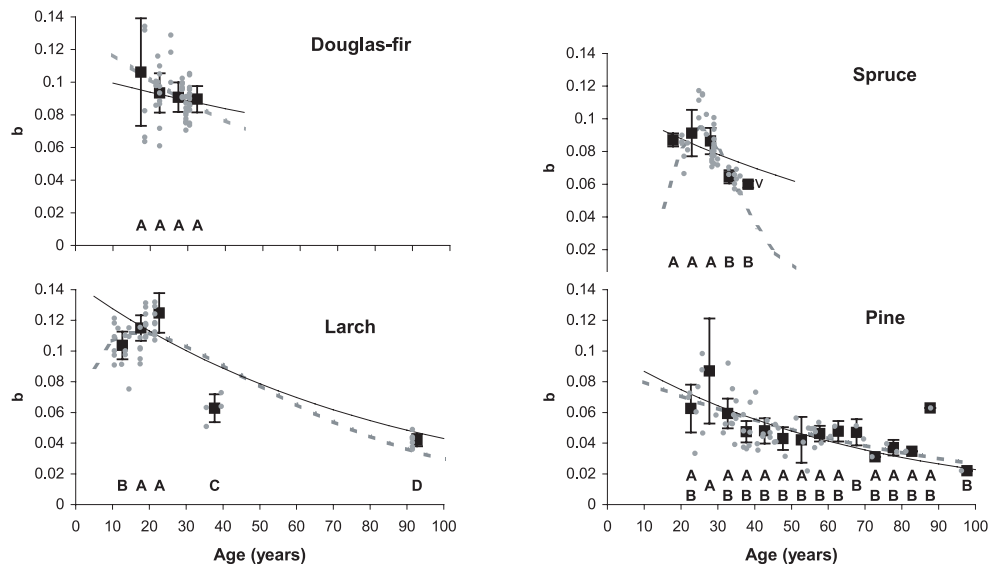 Douglas-fir
b
0.14
0.12
0.1
0.08
0.06
0.04
0.02
0
A A A A
Spruce
b
0.14
0.12
0.1
0.08
0.06
0.04
0.02
v
A A A B B
Larch
b
0.14
0.12
0.1
0.08
0.06
0.04
0.02
0
B A A C D
0 10 20 30 40 50 60 70 80 90 100
Age (years)
Pine
b
0.14
0.12
0.1
0.08
0.06
0.04
0.02
0
A A A A A A A A A A A A A
B B B B B B B B B B B B B B
0 10 20 30 40 50 60 70 80 90 100
Age (years)